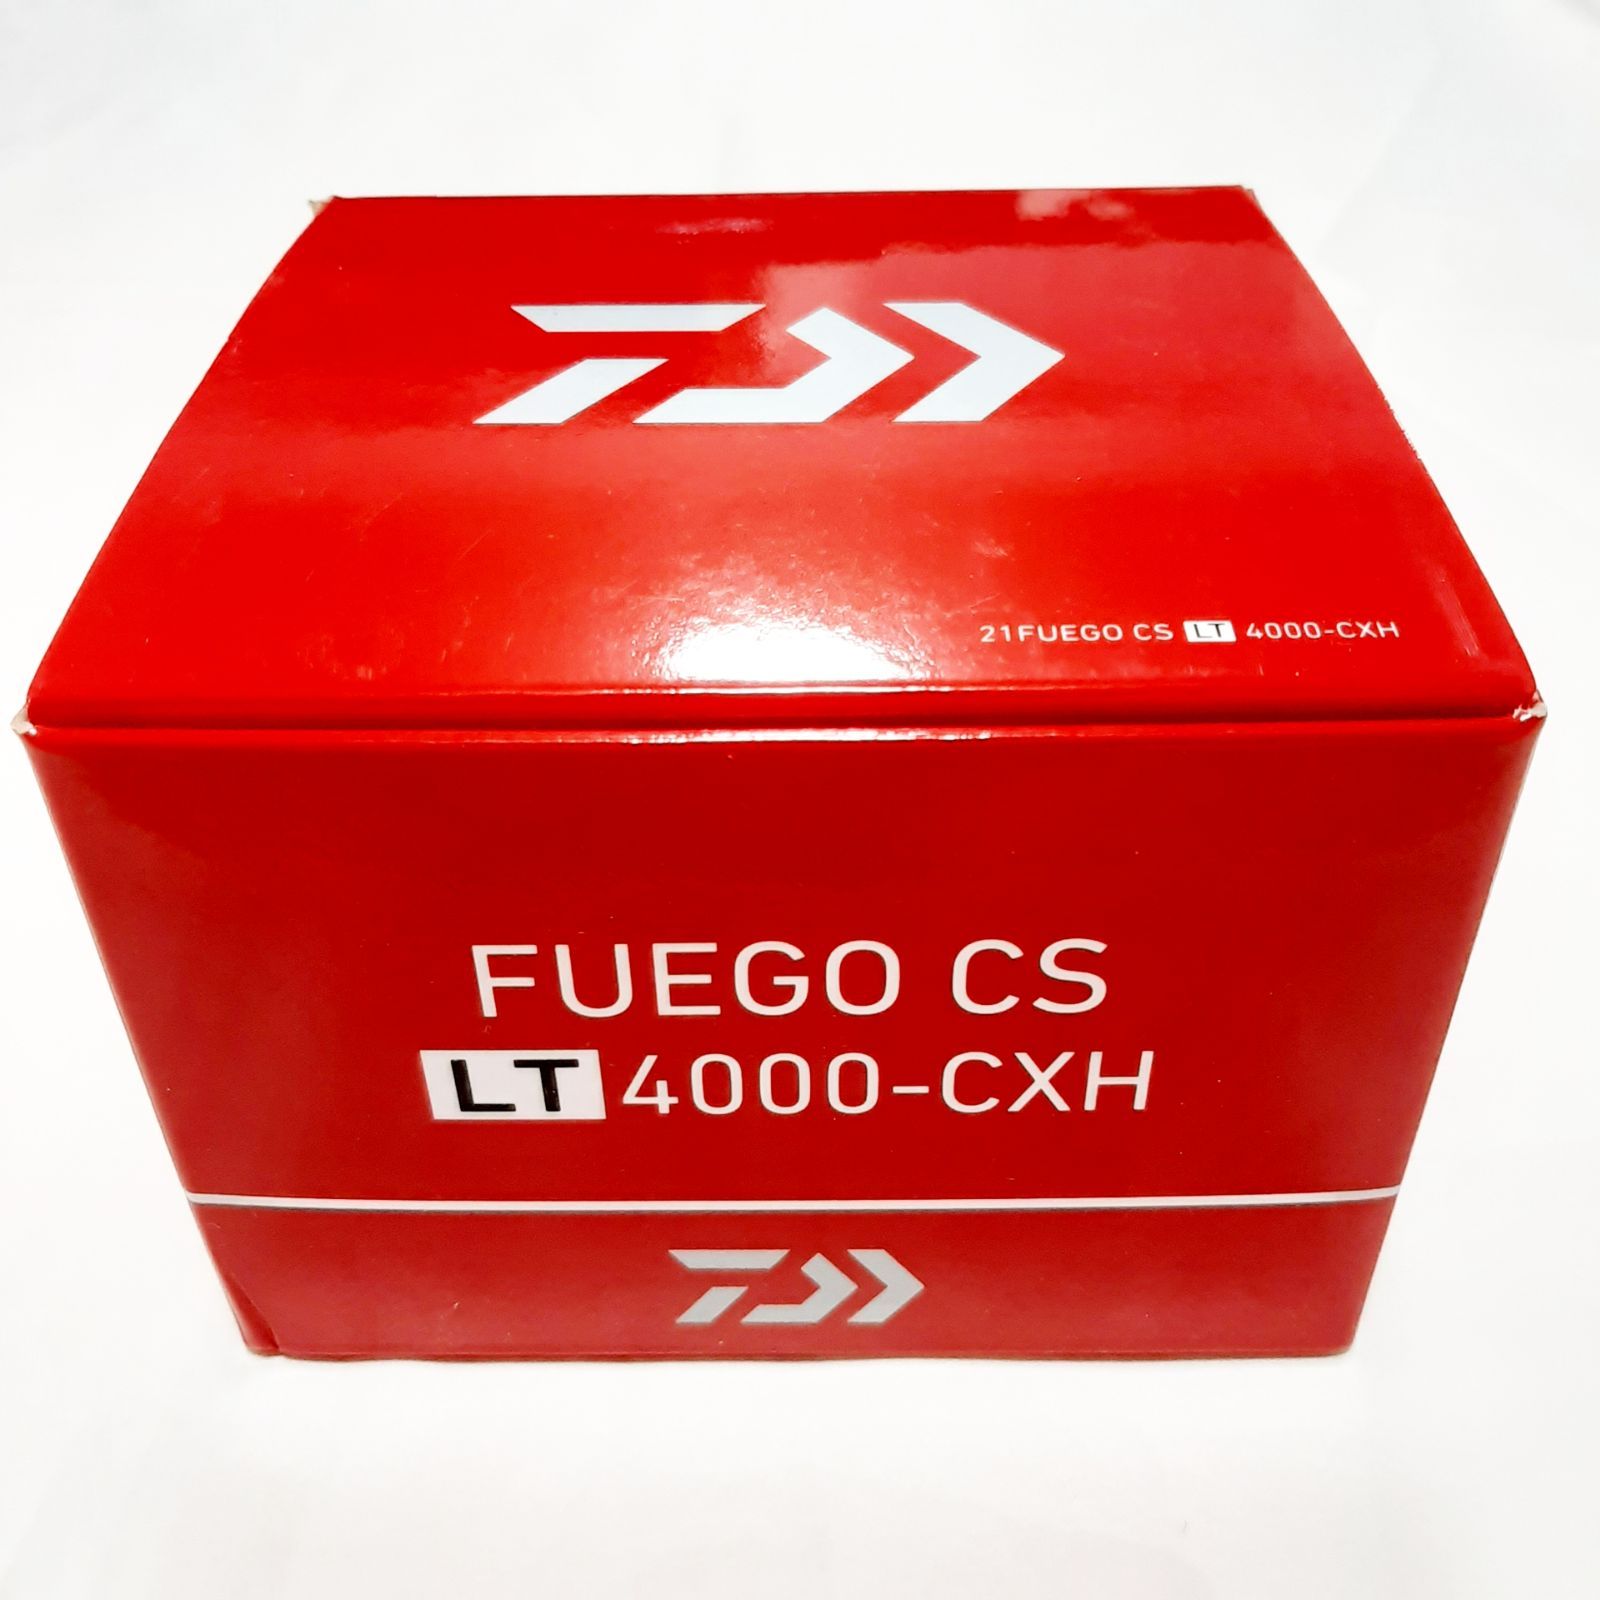 21FUEGO CS LT 4000-CXH
FUEGO CS
LT 4000-CXH